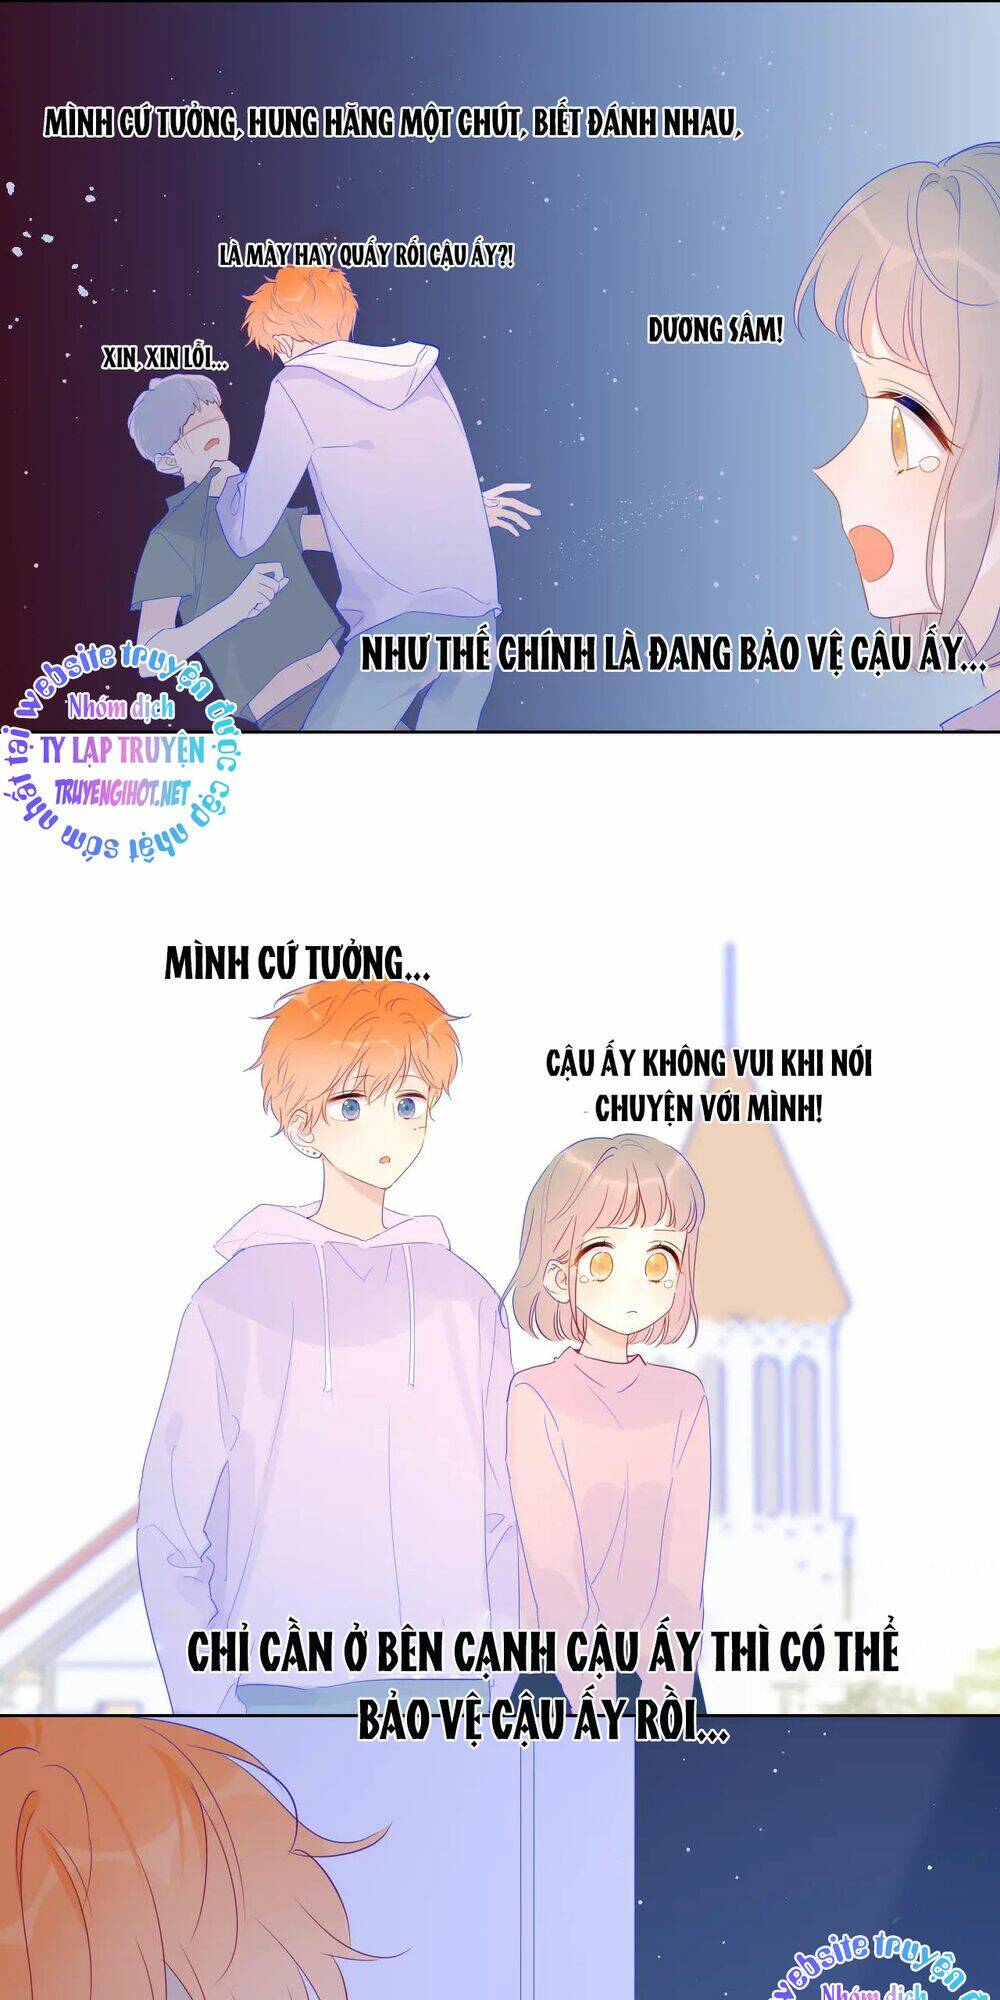 MÌNH CỨ TƯỞNG, HUNG HĂNG MỘT CHÚT, BIẾT ĐÁNH NHAU,
LÀ MÀY HAY QUẤY RỐI CẬU ẤY?!
DƯƠNG SÂM!
XIN, XIN LỖI...
NHƯ THẾ CHÍNH LÀ ĐANG BẢO VỆ CẬU ẤY...
website truyện được cập nhật sớm nhất tại
Nhóm dịch
TY LẠP TRUYỆN
TRUYENGIHOT.NET
MÌNH CỨ TƯỞNG...
CẬU ẤY KHÔNG VUI KHI NÓI
CHUYỆN VỚI MÌNH!
CHỈ CẦN Ở BÊN CẠNH CẬU ẤY THÌ CÓ THỂ
BẢO VỆ CẬU ẤY RỒI...
website truyện
Nhóm dịch